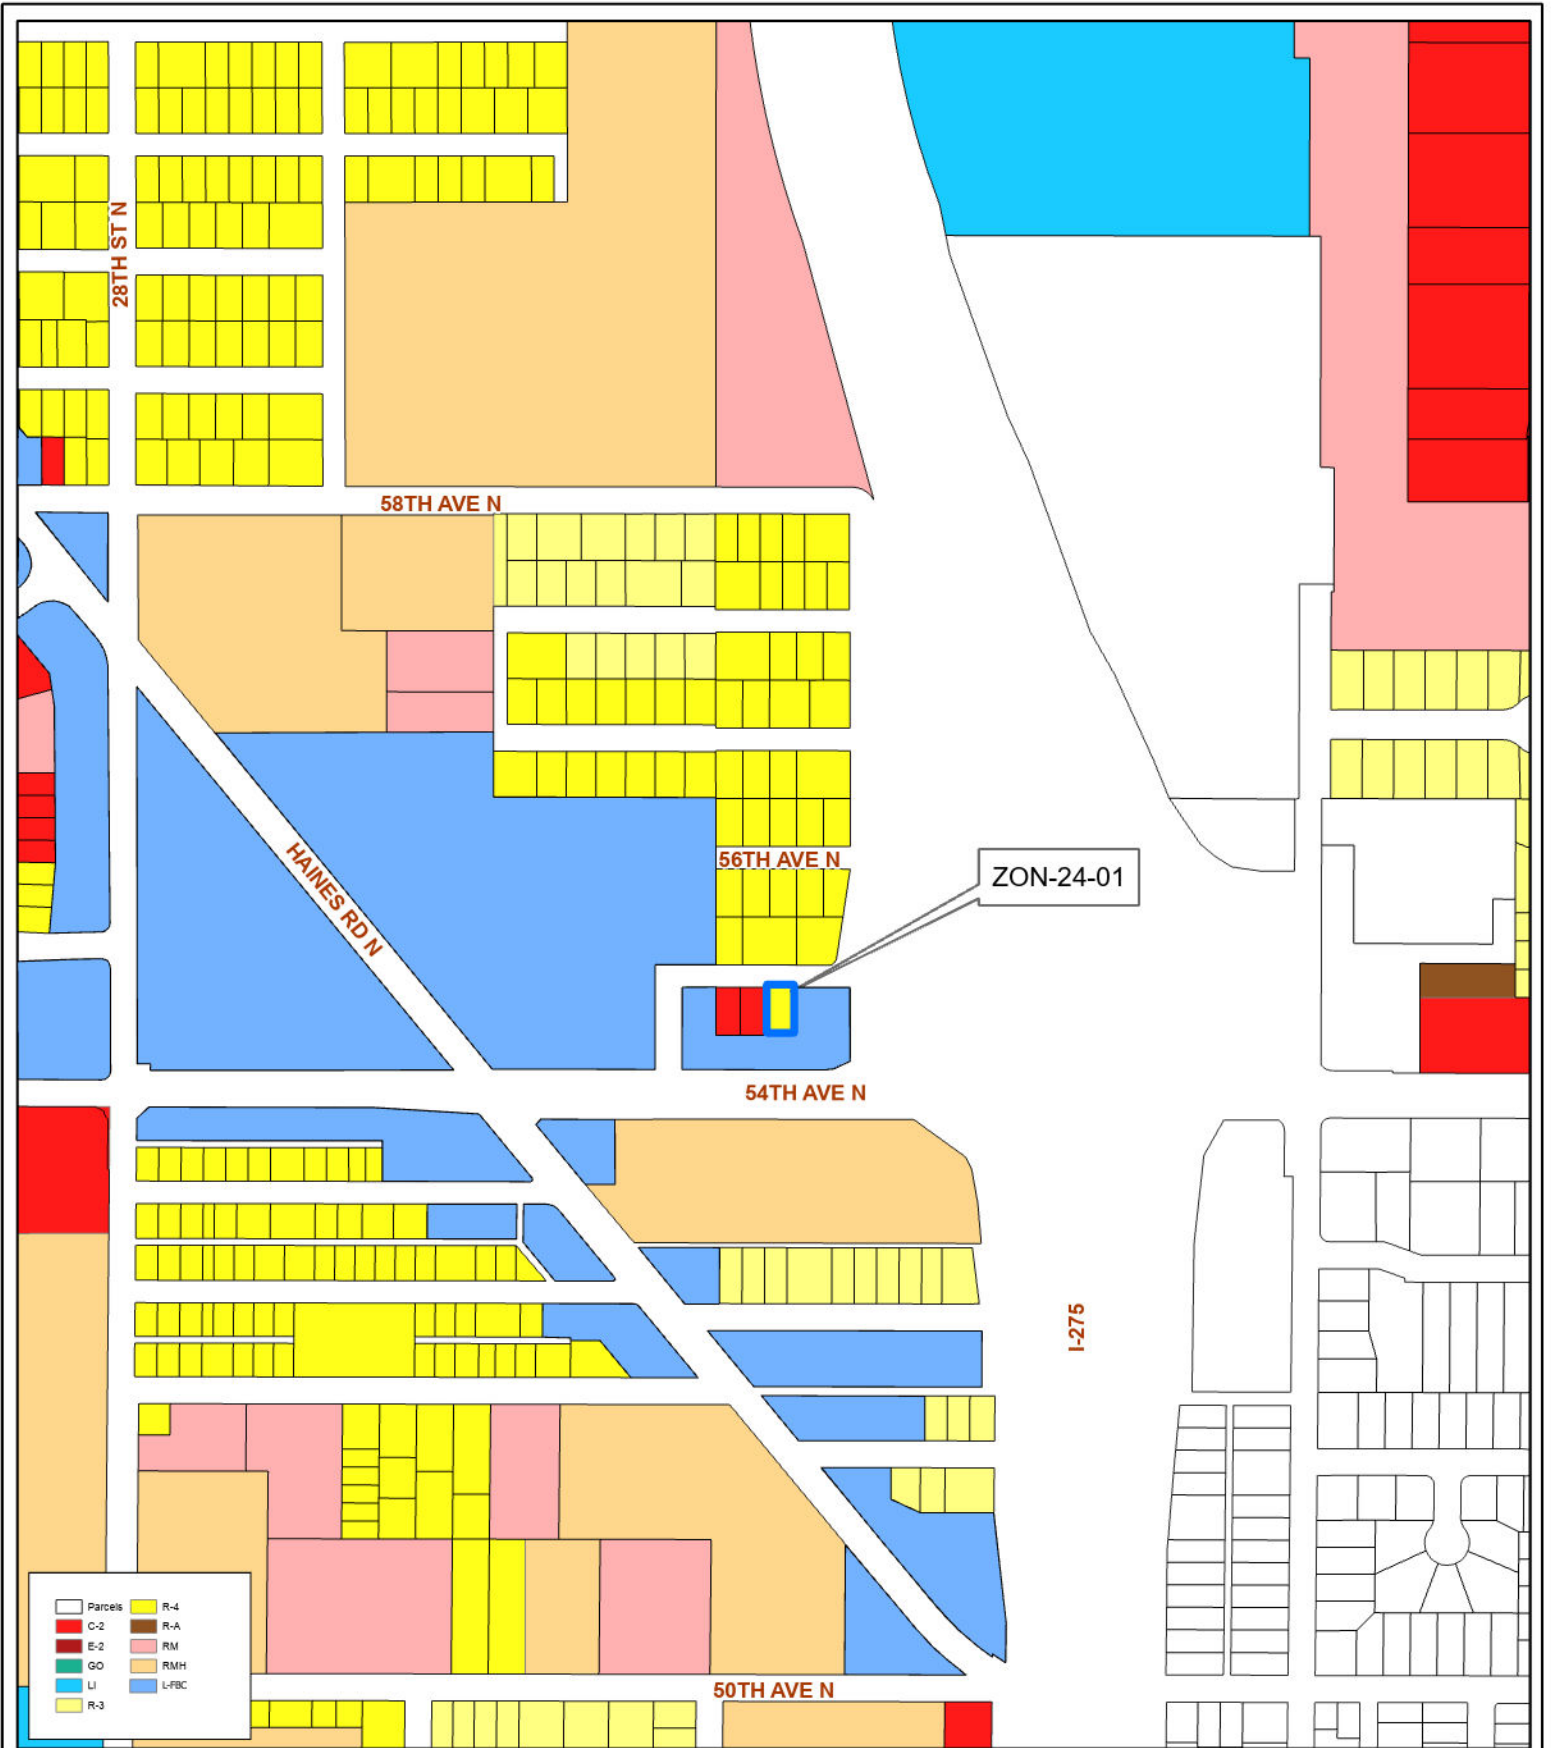 28TH ST N
58TH AVE N
56TH AVE N
HAINES RD N
ZON-24-01
54TH AVE N
I-275
Parcels
C-2
E-2
GO
LI
R-3
R-4
R-A
RM
RMH
L-FBC
50TH AVE N